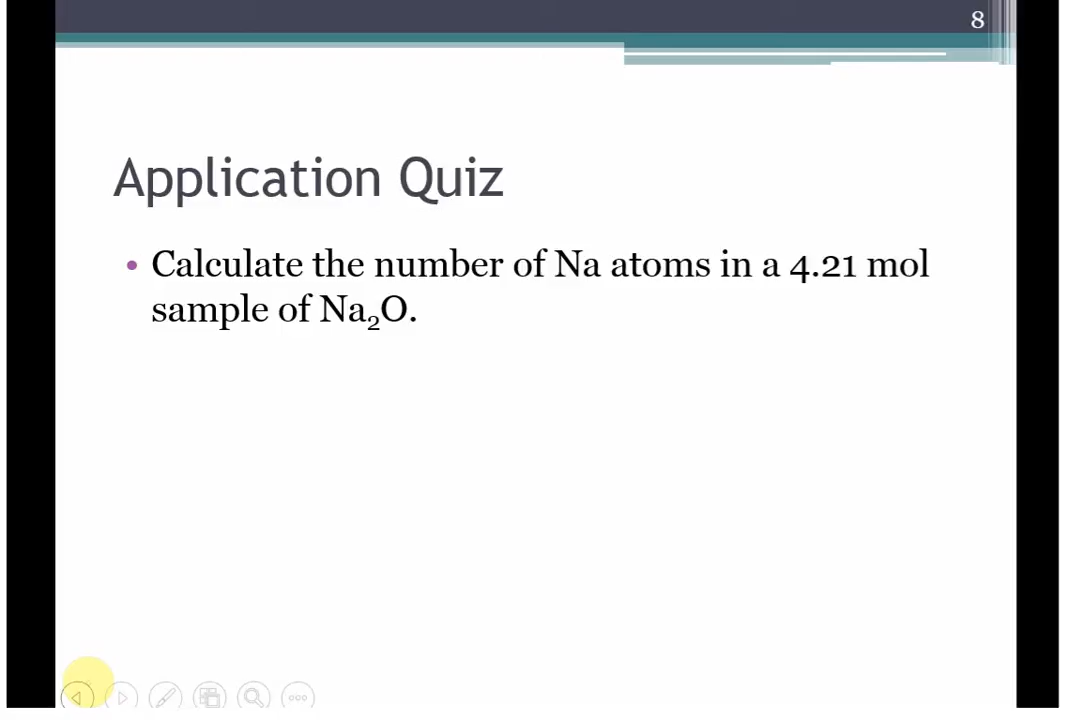 8
Application Quiz
• Calculate the number of Na atoms in a 4.21 mol
sample of Na₂O.